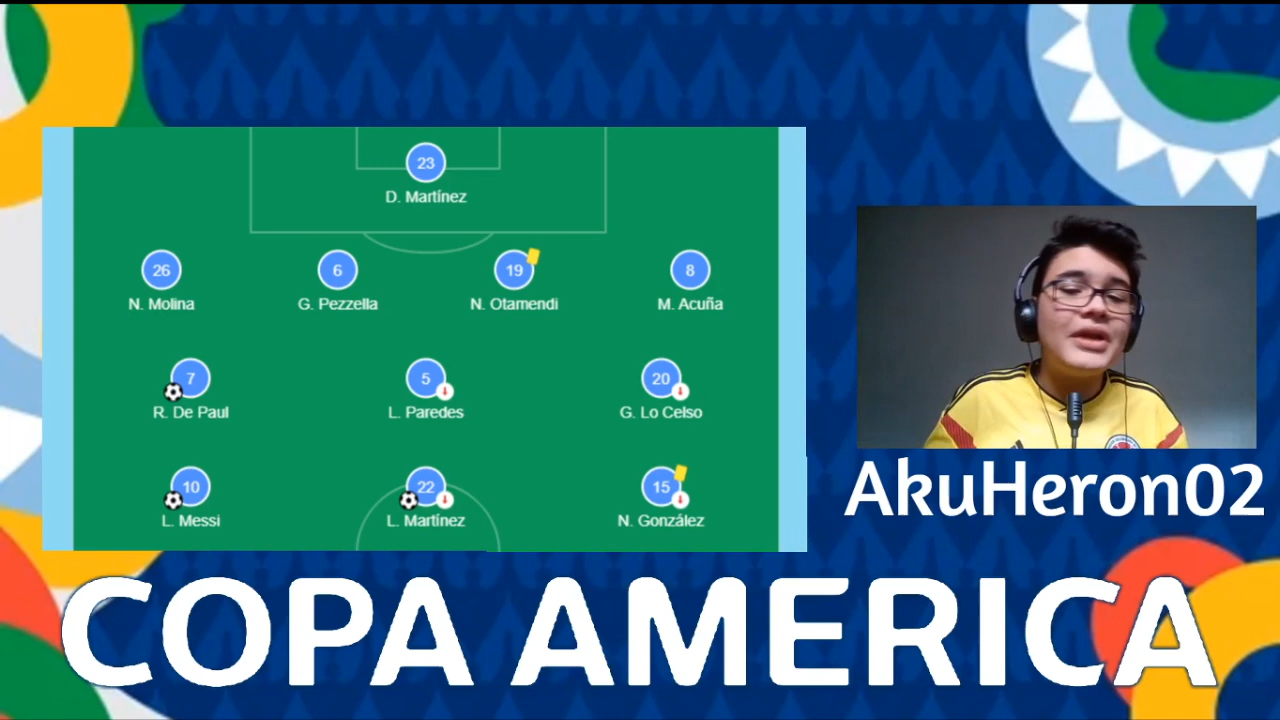 23
D. Martínez
26 6 19 8
N. Molina G. Pezzella N. Otamendi M. Acuña
7 5 20
R. De Paul L. Paredes G. Lo Celso
10 22 15
L. Messi L. Martínez N. González
AkuHeron02
COPA AMERICA